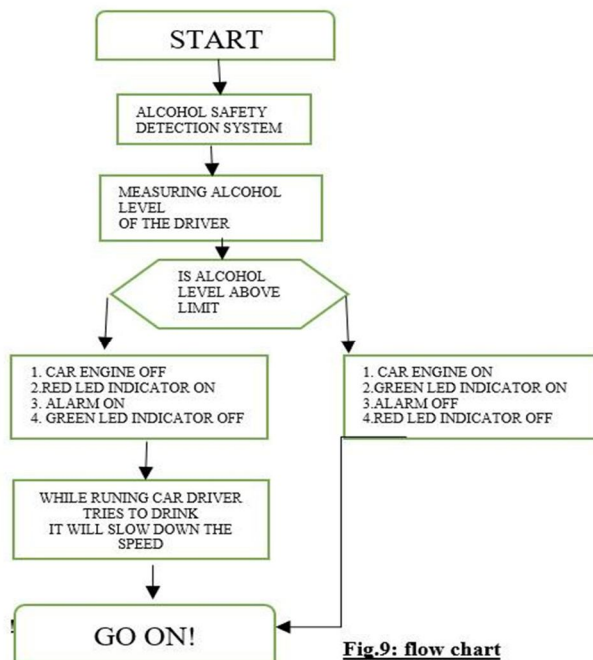 START
ALCOHOL SAFETY
DETECTION SYSTEM
MEASURING ALCOHOL
LEVEL
OF THE DRIVER
IS ALCOHOL
LEVEL ABOVE
LIMIT
1. CAR ENGINE OFF
2.RED LED INDICATOR ON
3. ALARM ON
4. GREEN LED INDICATOR OFF
1. CAR ENGINE ON
2.GREEN LED INDICATOR ON
3.ALARM OFF
4.RED LED INDICATOR OFF
WHILE RUNING CAR DRIVER
TRIES TO DRINK
IT WILL SLOW DOWN THE
SPEED
GO ON!
Fig.9: flow chart